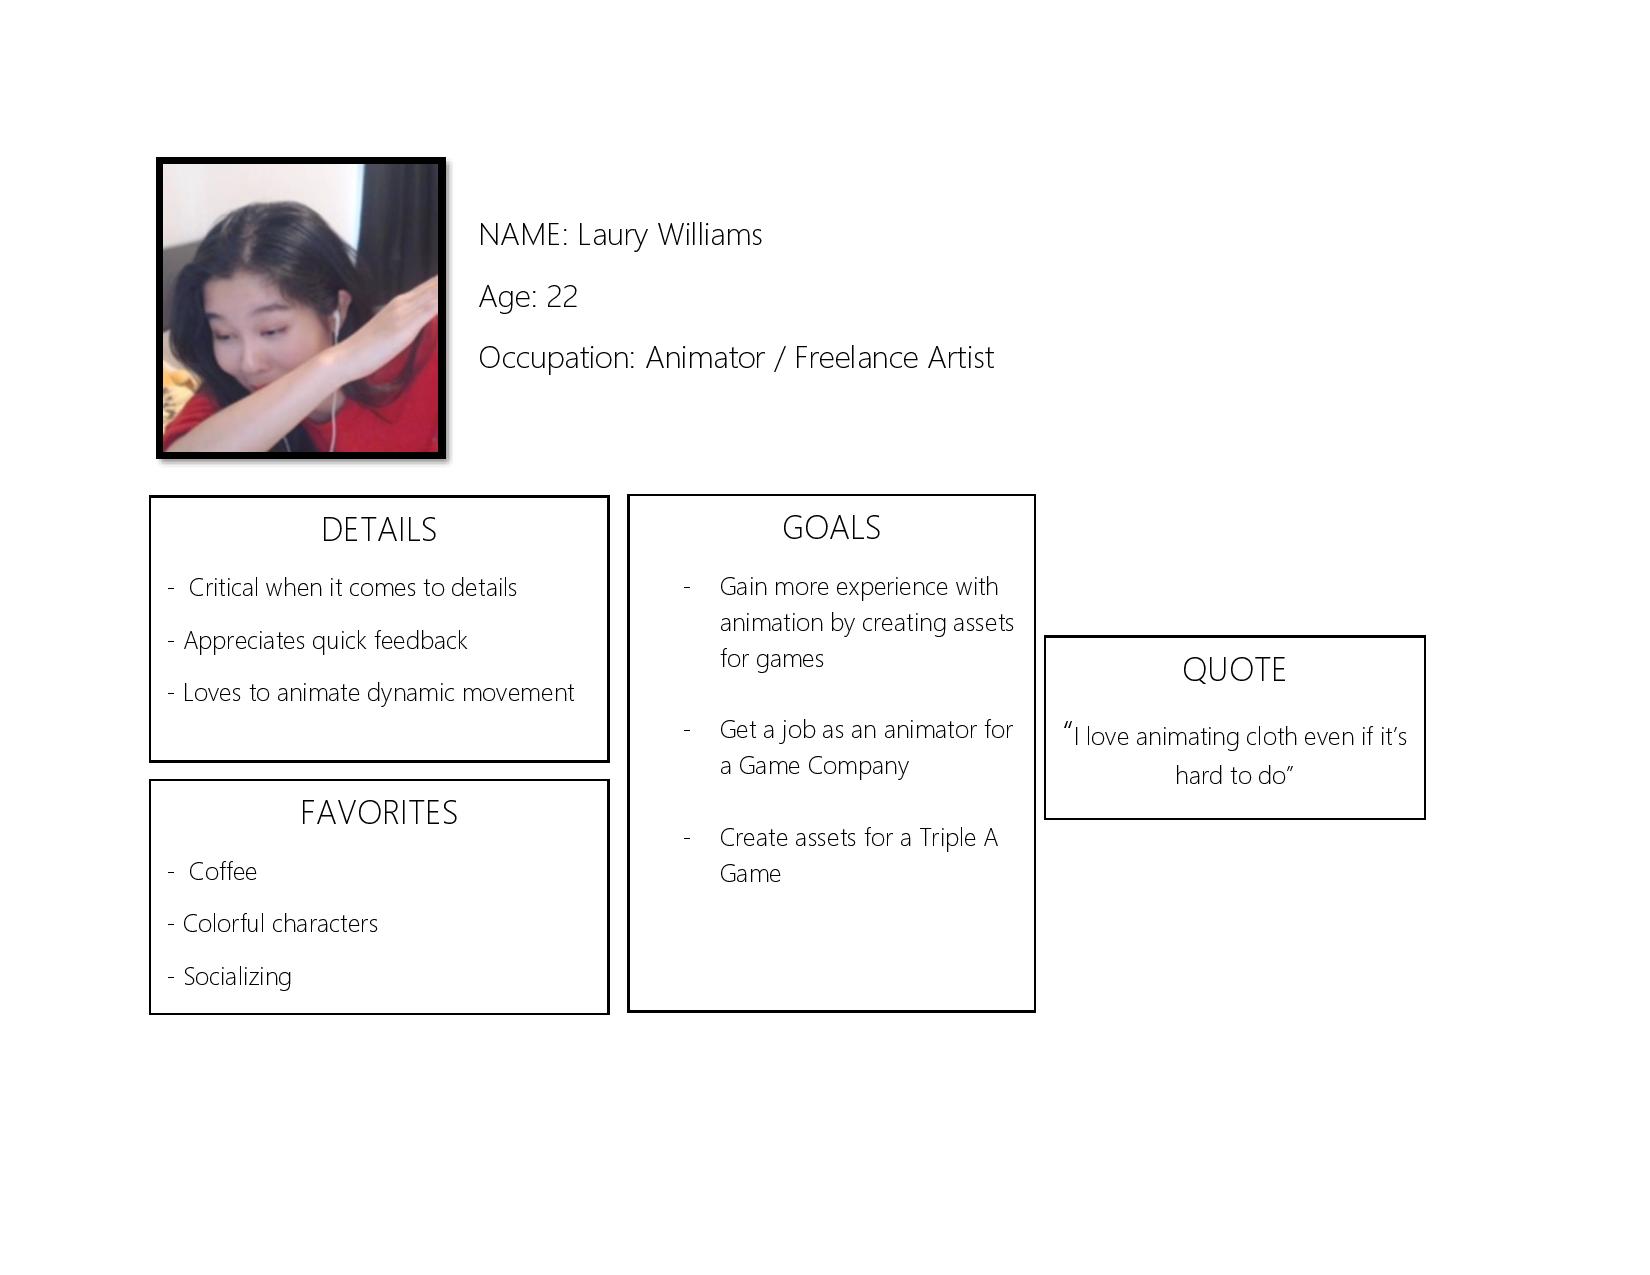 NAME: Laury Williams
Age: 22
Occupation: Animator / Freelance Artist
DETAILS
- Critical when it comes to details
- Appreciates quick feedback
- Loves to animate dynamic movement
FAVORITES
- Coffee
- Colorful characters
- Socializing
GOALS
- Gain more experience with
animation by creating assets
for games
- Get a job as an animator for
a Game Company
- Create assets for a Triple A
Game
QUOTE
“I love animating cloth even if it’s
hard to do”